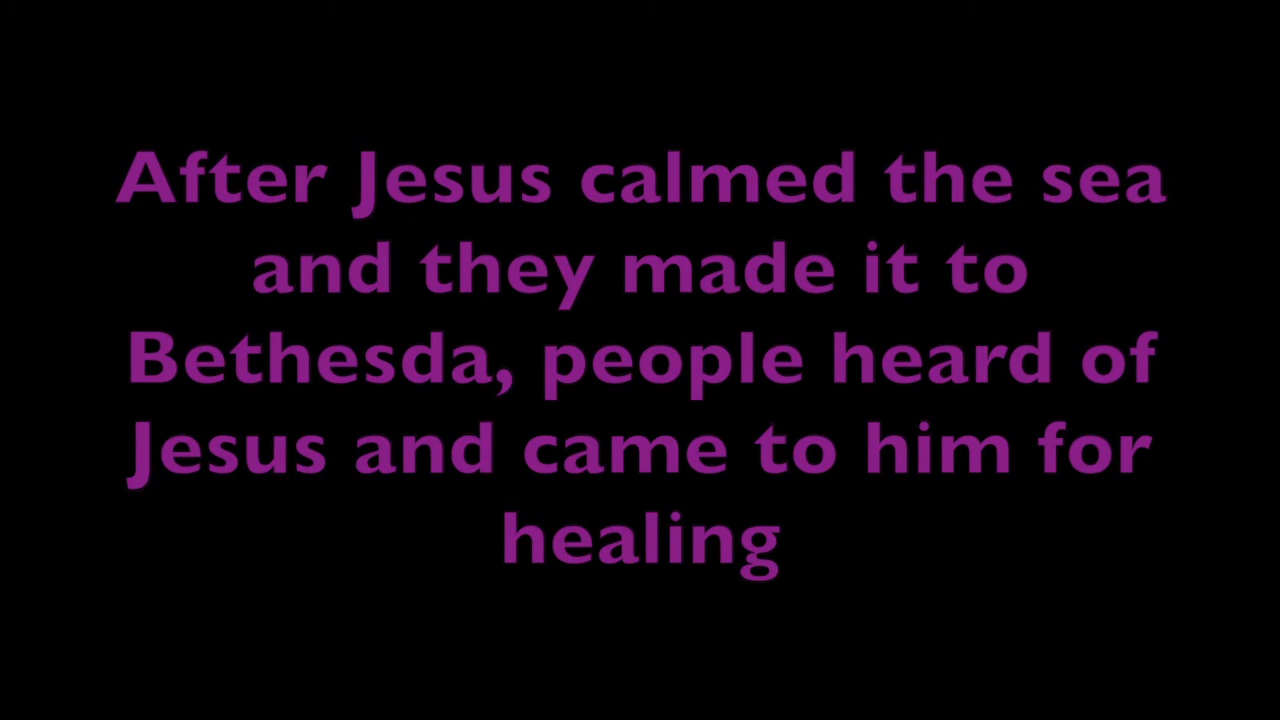 After Jesus calmed the sea
and they made it to
Bethesda, people heard of
Jesus and came to him for
healing